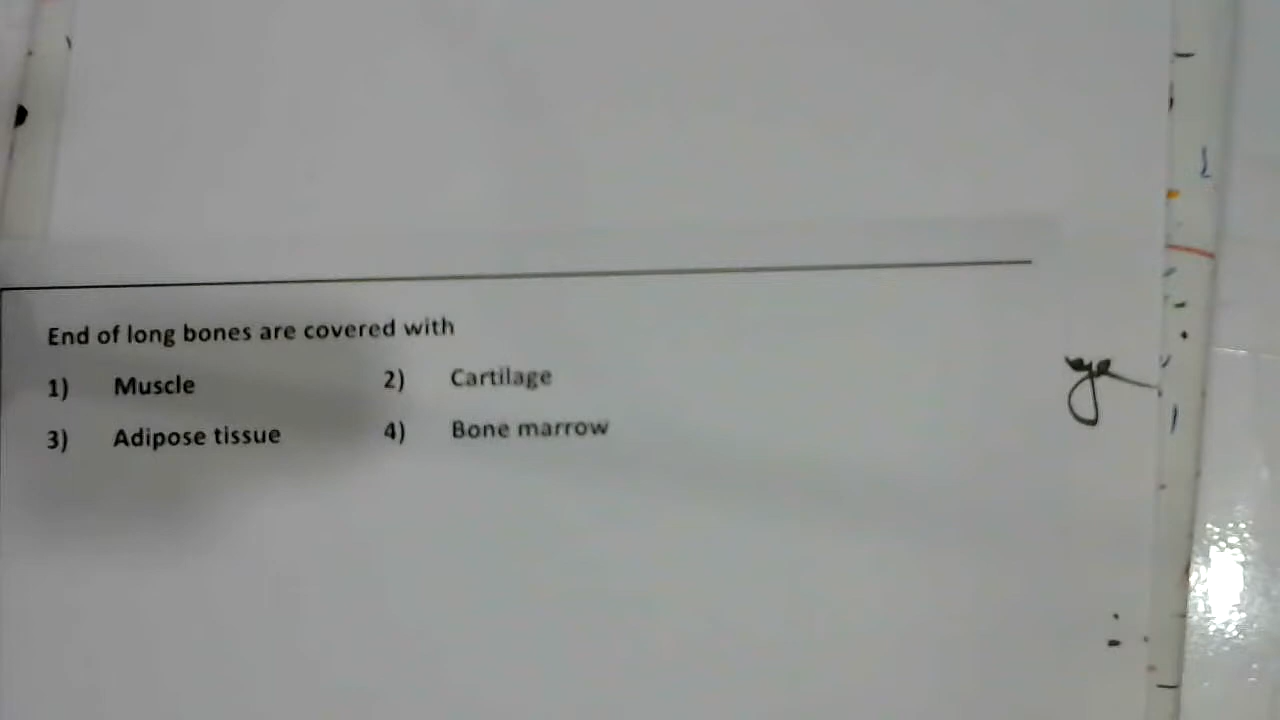 End of long bones are covered with
1) Muscle 2) Cartilage
3) Adipose tissue 4) Bone marrow